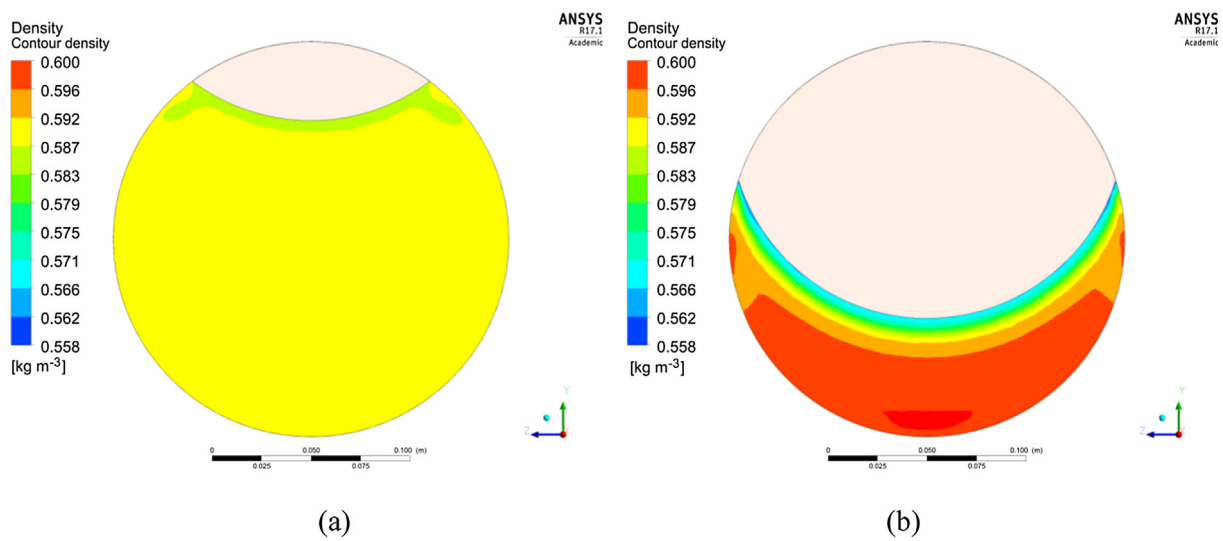 Density
Contour density
0.600
0.596
0.592
0.587
0.583
0.579
0.575
0.571
0.566
0.562
0.558
[kg m-3]
ANSYS
R17.1
Academic
Y
Z
0 0.050 0.100 (m)
0.025 0.075
(a)
Density
Contour density
0.600
0.596
0.592
0.587
0.583
0.579
0.575
0.571
0.566
0.562
0.558
[kg m-3]
ANSYS
R17.1
Academic
Y
Z
0 0.050 0.100 (m)
0.025 0.075
(b)